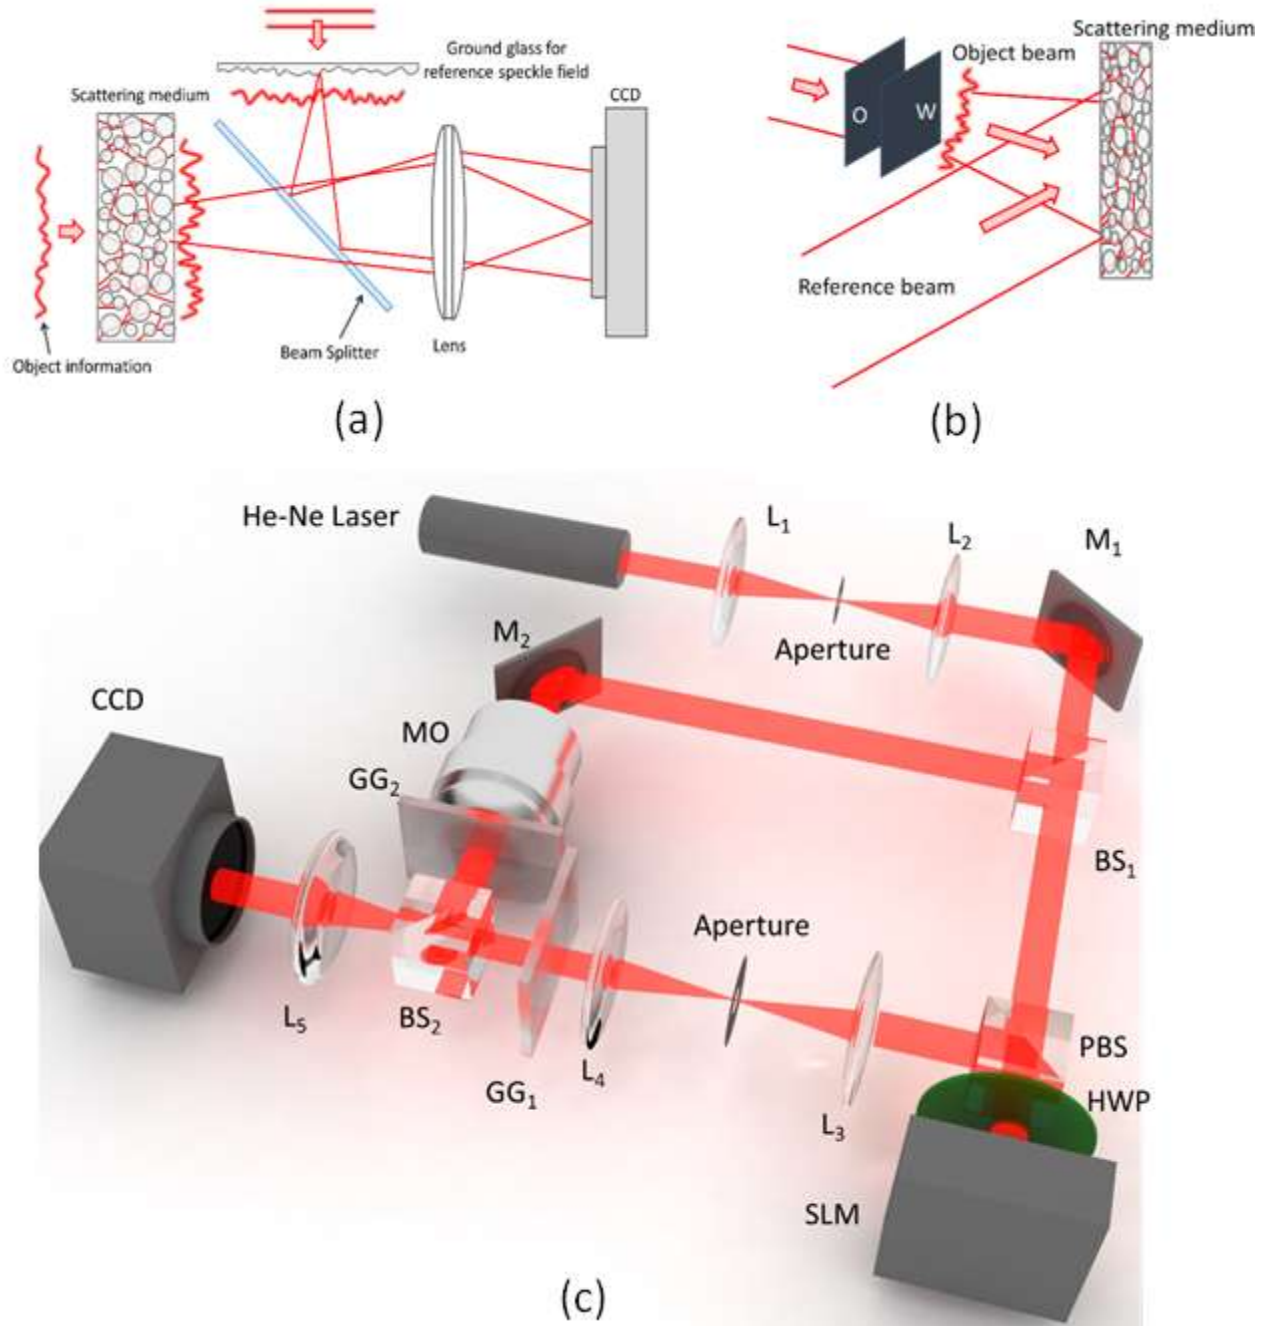 Ground glass for
reference speckle field
Scattering medium
CCD
Object information
Beam Splitter
Lens
(a)
Scattering medium
Object beam
O
W
Reference beam
(b)
He-Ne Laser
L₁
L₂
M₁
Aperture
M₂
CCD
MO
GG₂
BS₁
Aperture
L₅
BS₂
GG₁
L₄
L₃
PBS
HWP
SLM
(c)